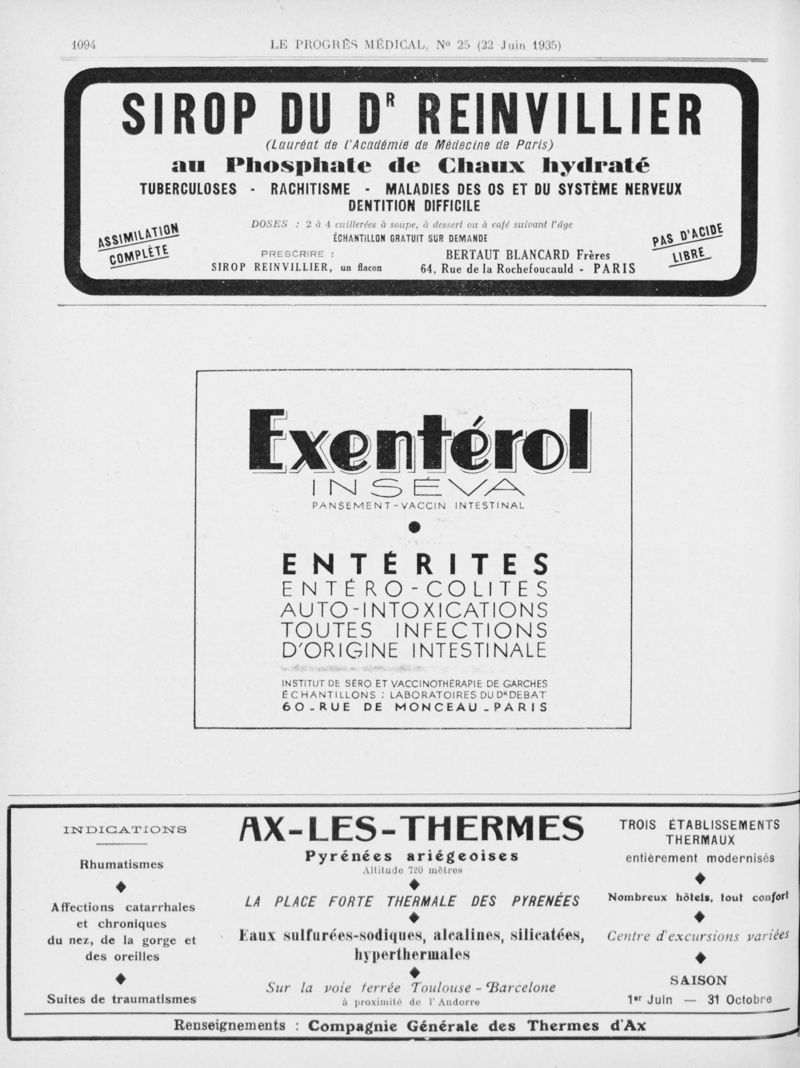 1094
LE PROGRÈS MÉDICAL, No 25 (22 Juin 1935)
SIROP DU DR REINVILLIER
(Lauréat de l'Académie de Médecine de Paris)
au Phosphate de Chaux hydraté
TUBERCULOSES - RACHITISME - MALADIES DES OS ET DU SYSTÈME NERVEUX
DENTITION DIFFICILE
DOSES : 2 à 4 cuillerées à soupe, à dessert ou à café suivant l'âge
ÉCHANTILLON GRATUIT SUR DEMANDE
ASSIMILATION
COMPLÈTE
PRESCRIRE :
SIROP REINVILLIER, un flacon
BERTAUT BLANCARD Frères
64, Rue de la Rochefoucauld - PARIS
PAS D'ACIDE
LIBRE
Exentérol
INSÉVA
PANSEMENT-VACCIN INTESTINAL
ENTÉRITES
ENTÉRO-COLITES
AUTO-INTOXICATIONS
TOUTES INFECTIONS
D'ORIGINE INTESTINALE
INSTITUT DE SÉRO ET VACCINOTHÉRAPIE DE GARCHES
ÉCHANTILLONS : LABORATOIRES DU DR DEBAT
60-RUE DE MONCEAU-PARIS
INDICATIONS
Rhumatismes
Affections catarrhales
et chroniques
du nez, de la gorge et
des oreilles
Suites de traumatismes
AX-LES-THERMES
Pyrénées ariégeoises
Altitude 720 mètres
LA PLACE FORTE THERMALE DES PYRENÉES
Eaux sulfurées-sodiques, alcalines, silicatées,
hyperthermales
Sur la voie ferrée Toulouse - Barcelone
à proximité de l'Andorre
TROIS ÉTABLISSEMENTS
THERMAUX
entièrement modernisés
Nombreux hôtels, tout confort
Centre d'excursions variées
SAISON
1er Juin — 31 Octobre
Renseignements : Compagnie Générale des Thermes d'Ax